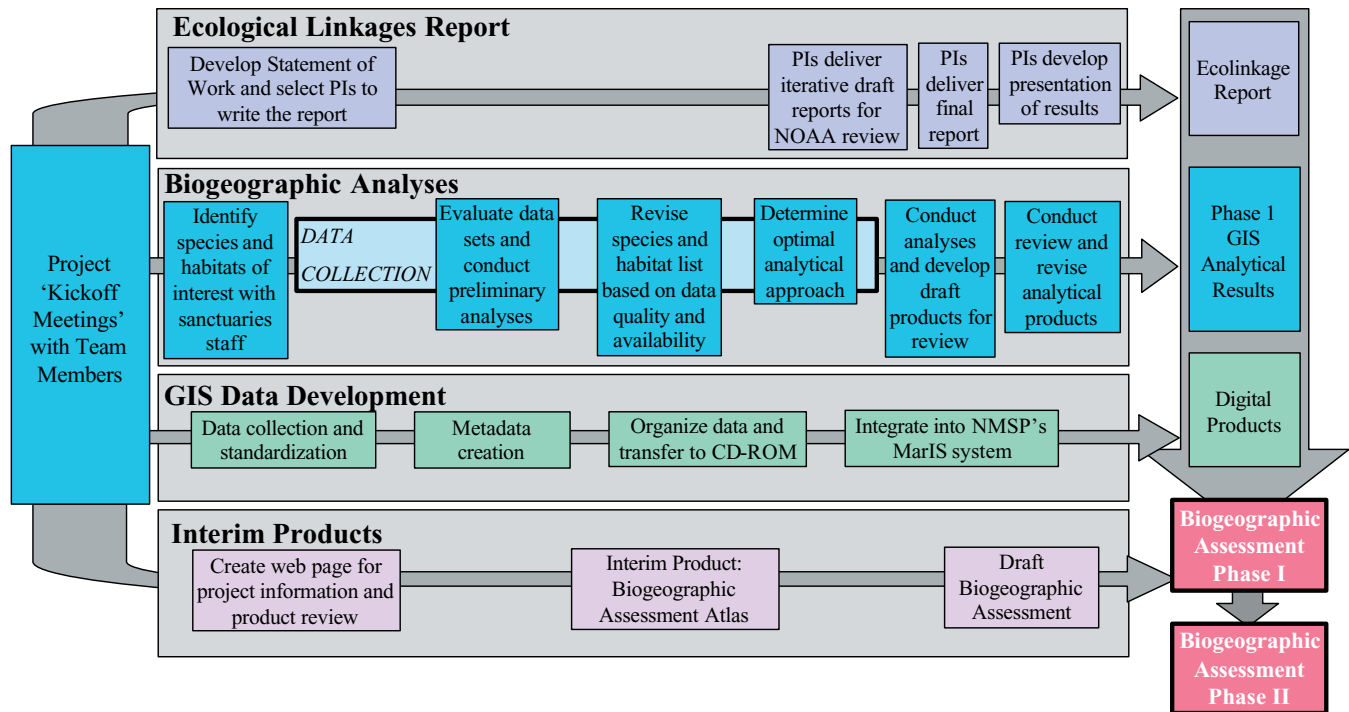 Project
‘Kickoff
Meetings’
with Team
Members
Ecological Linkages Report
Develop Statement of
Work and select PIs to
write the report
PIs deliver
iterative draft
reports for
NOAA review
PIs
deliver
final
report
PIs develop
presentation
of results
Ecolinkage
Report
Biogeographic Analyses
Identify
species and
habitats of
interest with
sanctuaries
staff
DATA
COLLECTION
Evaluate data
sets and
conduct
preliminary
analyses
Revise
species and
habitat list
based on data
quality and
availability
Determine
optimal
analytical
approach
Conduct
analyses
and develop
draft
products for
review
Conduct
review and
revise
analytical
products
Phase 1
GIS
Analytical
Results
GIS Data Development
Data collection and
standardization
Metadata
creation
Organize data and
transfer to CD-ROM
Integrate into NMSP’s
MarIS system
Digital
Products
Interim Products
Create web page for
project information and
product review
Interim Product:
Biogeographic
Assessment Atlas
Draft
Biogeographic
Assessment
Biogeographic
Assessment
Phase I
Biogeographic
Assessment
Phase II